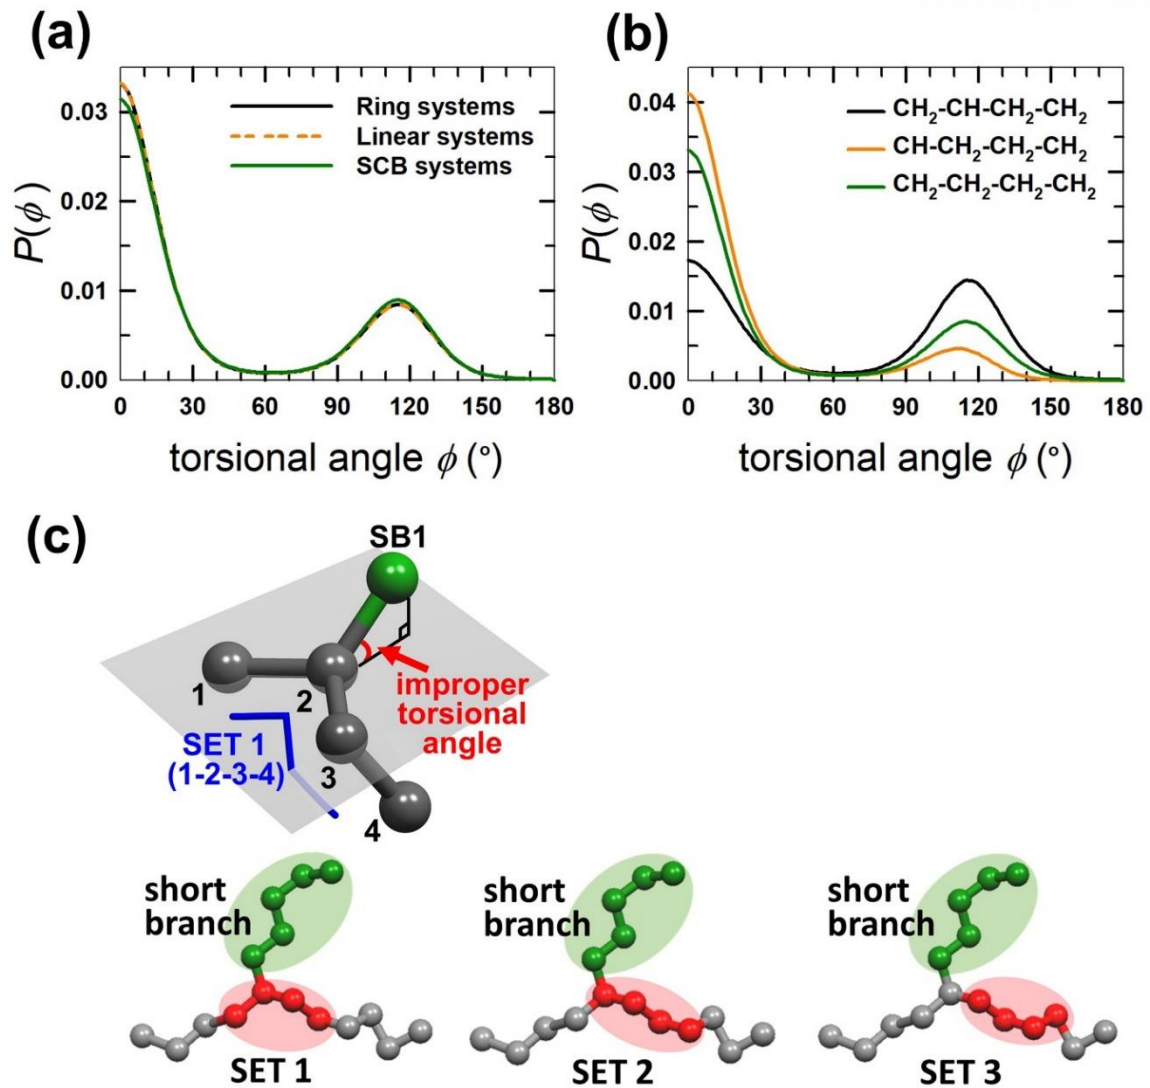 (a)
0.03
0.02
0.01
0.00
P(ϕ)
Ring systems
Linear systems
SCB systems
0 30 60 90 120 150 180
torsional angle ϕ (°)
(b)
0.04
0.03
0.02
0.01
0.00
P(ϕ)
CH₂-CH-CH₂-CH₂
CH-CH₂-CH₂-CH₂
CH₂-CH₂-CH₂-CH₂
0 30 60 90 120 150 180
torsional angle ϕ (°)
(c)
SB1
1
2
3
4
improper
torsional
angle
SET 1
(1-2-3-4)
short
branch
SET 1
short
branch
SET 2
short
branch
SET 3